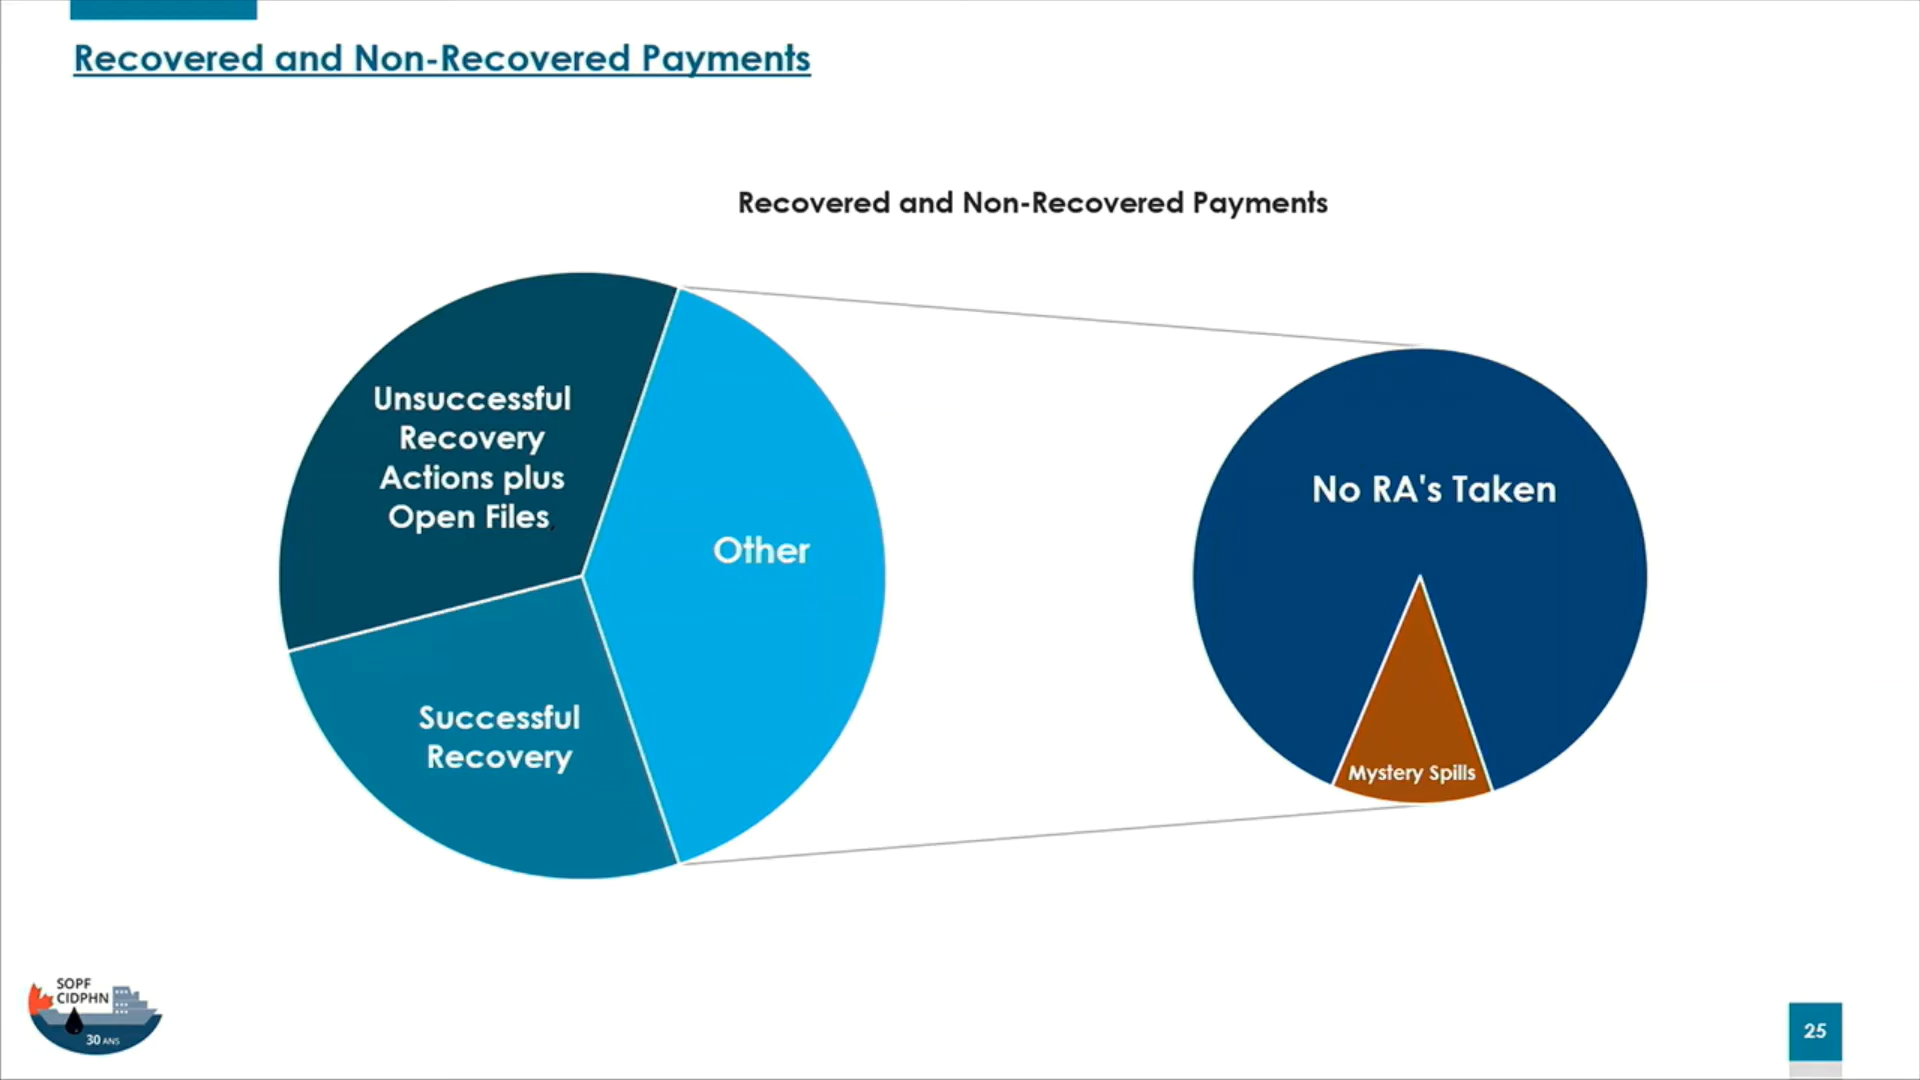 Recovered and Non-Recovered Payments
Recovered and Non-Recovered Payments
Unsuccessful
Recovery
Actions plus
Open Files.
Other
Successful
Recovery
No RA's Taken
Mystery Spills
SOPF
CIDPHN
30 ANS
25